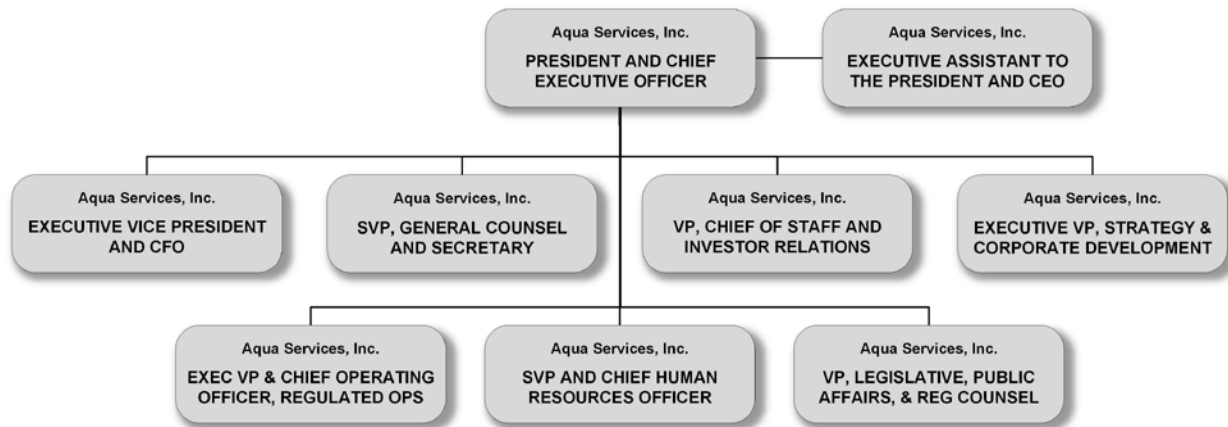 Aqua Services, Inc.
PRESIDENT AND CHIEF
EXECUTIVE OFFICER
Aqua Services, Inc.
EXECUTIVE ASSISTANT TO
THE PRESIDENT AND CEO
Aqua Services, Inc.
EXECUTIVE VICE PRESIDENT
AND CFO
Aqua Services, Inc.
SVP, GENERAL COUNSEL
AND SECRETARY
Aqua Services, Inc.
VP, CHIEF OF STAFF AND
INVESTOR RELATIONS
Aqua Services, Inc.
EXECUTIVE VP, STRATEGY &
CORPORATE DEVELOPMENT
Aqua Services, Inc.
EXEC VP & CHIEF OPERATING
OFFICER, REGULATED OPS
Aqua Services, Inc.
SVP AND CHIEF HUMAN
RESOURCES OFFICER
Aqua Services, Inc.
VP, LEGISLATIVE, PUBLIC
AFFAIRS, & REG COUNSEL